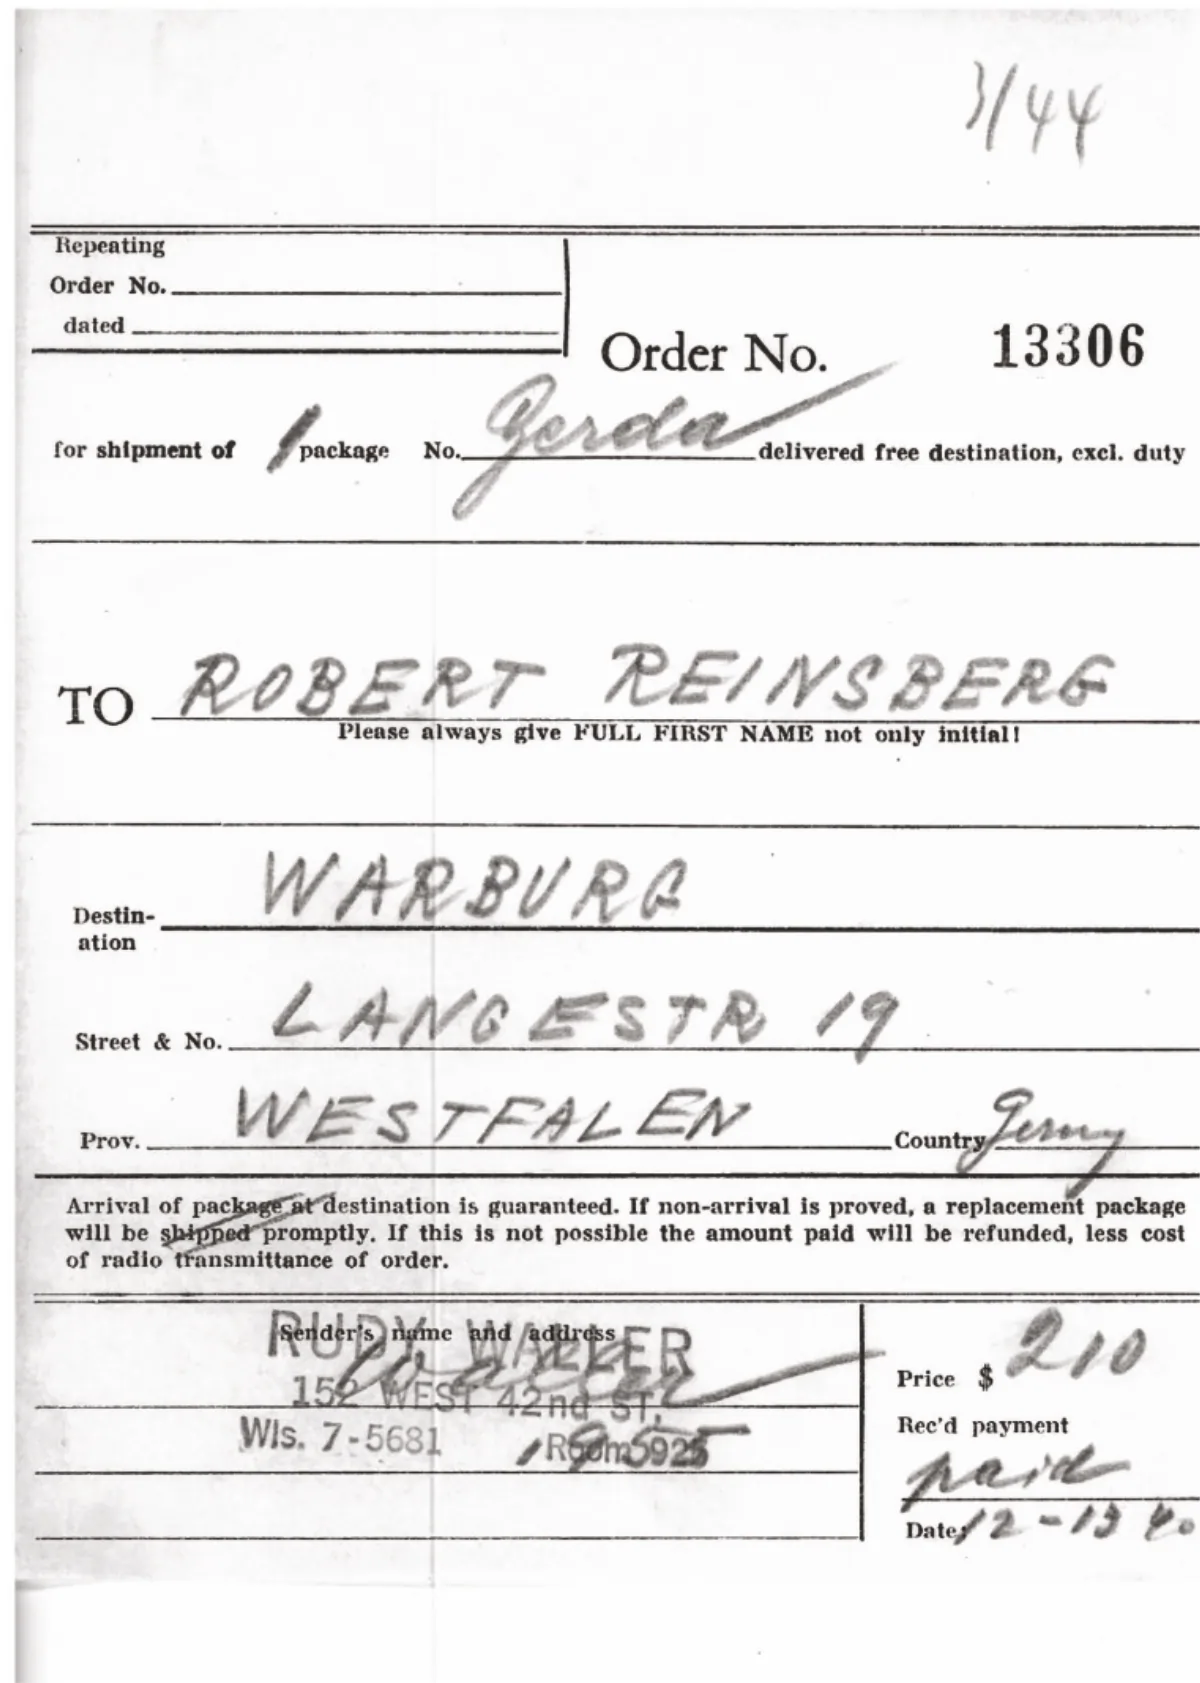 3/44
Repeating
Order No.
dated
Order No. 13306
for shipment of 1 package No. Gerda delivered free destination, excl. duty
TO ROBERT REINSBERG
Please always give FULL FIRST NAME not only initial!
WARBURG
Destin-
ation
Street & No. LANGESTR 19
Prov. WESTFALEN Country Germy
Arrival of package at destination is guaranteed. If non-arrival is proved, a replacement package
will be shipped promptly. If this is not possible the amount paid will be refunded, less cost
of radio transmittance of order.
Sender's name and address
RUDY WALLER
Waller
152 WEST 42nd ST.
WIs. 7-5681 Room 925
Price $ 210
Rec'd payment
paid
Date: 12-13 40